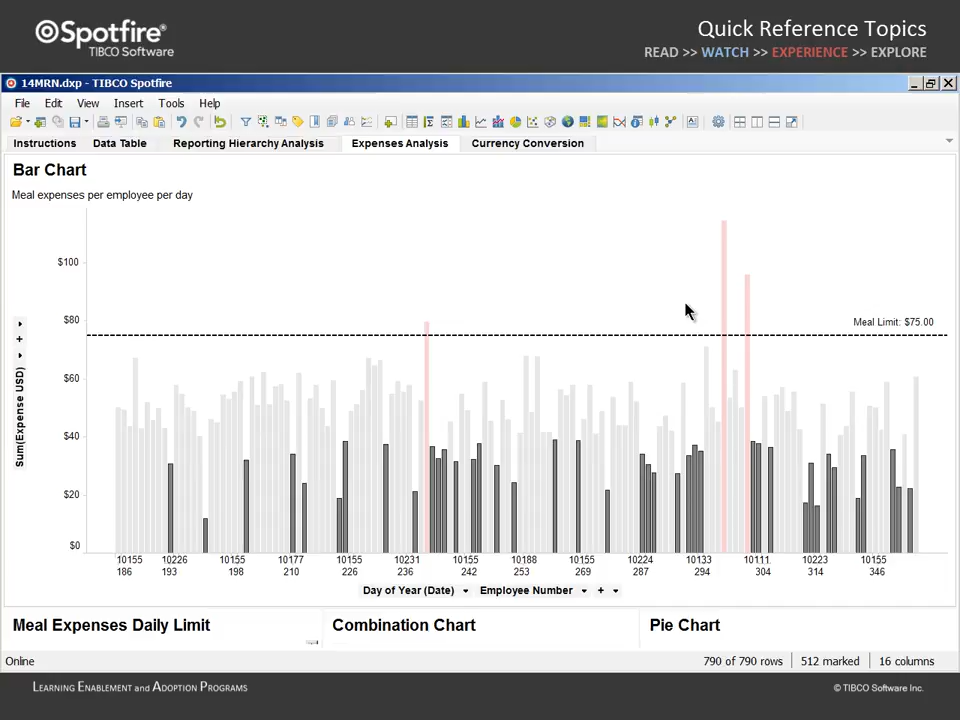 Spotfire®
TIBCO Software
Quick Reference Topics
READ >> WATCH >> EXPERIENCE >> EXPLORE
14MRN.dxp - TIBCO Spotfire
File Edit View Insert Tools Help
Instructions Data Table Reporting Hierarchy Analysis Expenses Analysis Currency Conversion
Bar Chart
Meal expenses per employee per day
$100
$80
Meal Limit: $75.00
$60
$40
$20
$0
Sum(Expense USD)
10155 10226 10155 10177 10155 10231 10155 10188 10155 10224 10133 10111 10223 10155
186 193 198 210 226 236 242 253 269 287 294 304 314 346
Day of Year (Date) Employee Number +
Meal Expenses Daily Limit Combination Chart Pie Chart
Online 790 of 790 rows 512 marked 16 columns
LEARNING ENABLEMENT AND ADOPTION PROGRAMS
© TIBCO Software Inc.